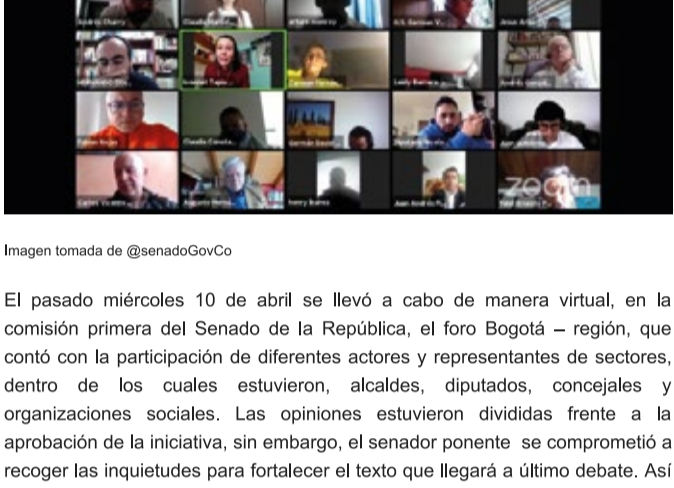 zoom
Imagen tomada de @senadoGovCo
El pasado miércoles 10 de abril se llevó a cabo de manera virtual, en la
comisión primera del Senado de la República, el foro Bogotá – región, que
contó con la participación de diferentes actores y representantes de sectores,
dentro de los cuales estuvieron, alcaldes, diputados, concejales y
organizaciones sociales. Las opiniones estuvieron divididas frente a la
aprobación de la iniciativa, sin embargo, el senador ponente se comprometió a
recoger las inquietudes para fortalecer el texto que llegará a último debate. Así